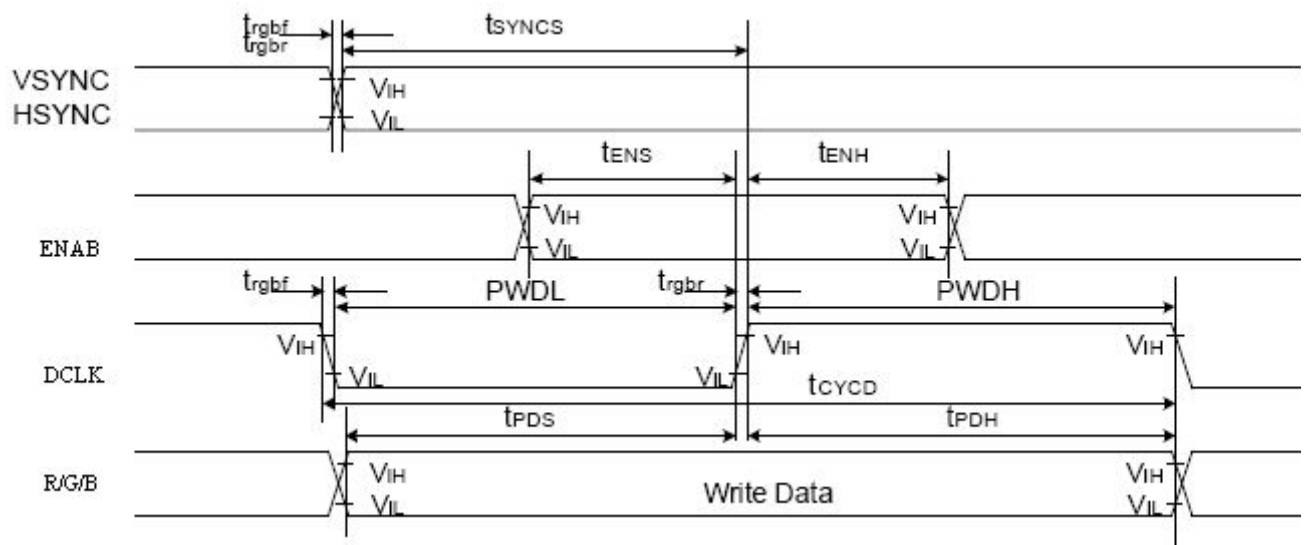 trgbf tSYNCS
trgbr
VSYNC VIH
HSYNC VIL
tENS tENH
VIH VIH
ENAB VIL VIL
trgbf PWDL trgbr PWDH
VIH VIH VIH
DCLK VIL VIL
tCYCD
tPDS tPDH
VIH VIH
R/G/B Write Data
VIL VIL